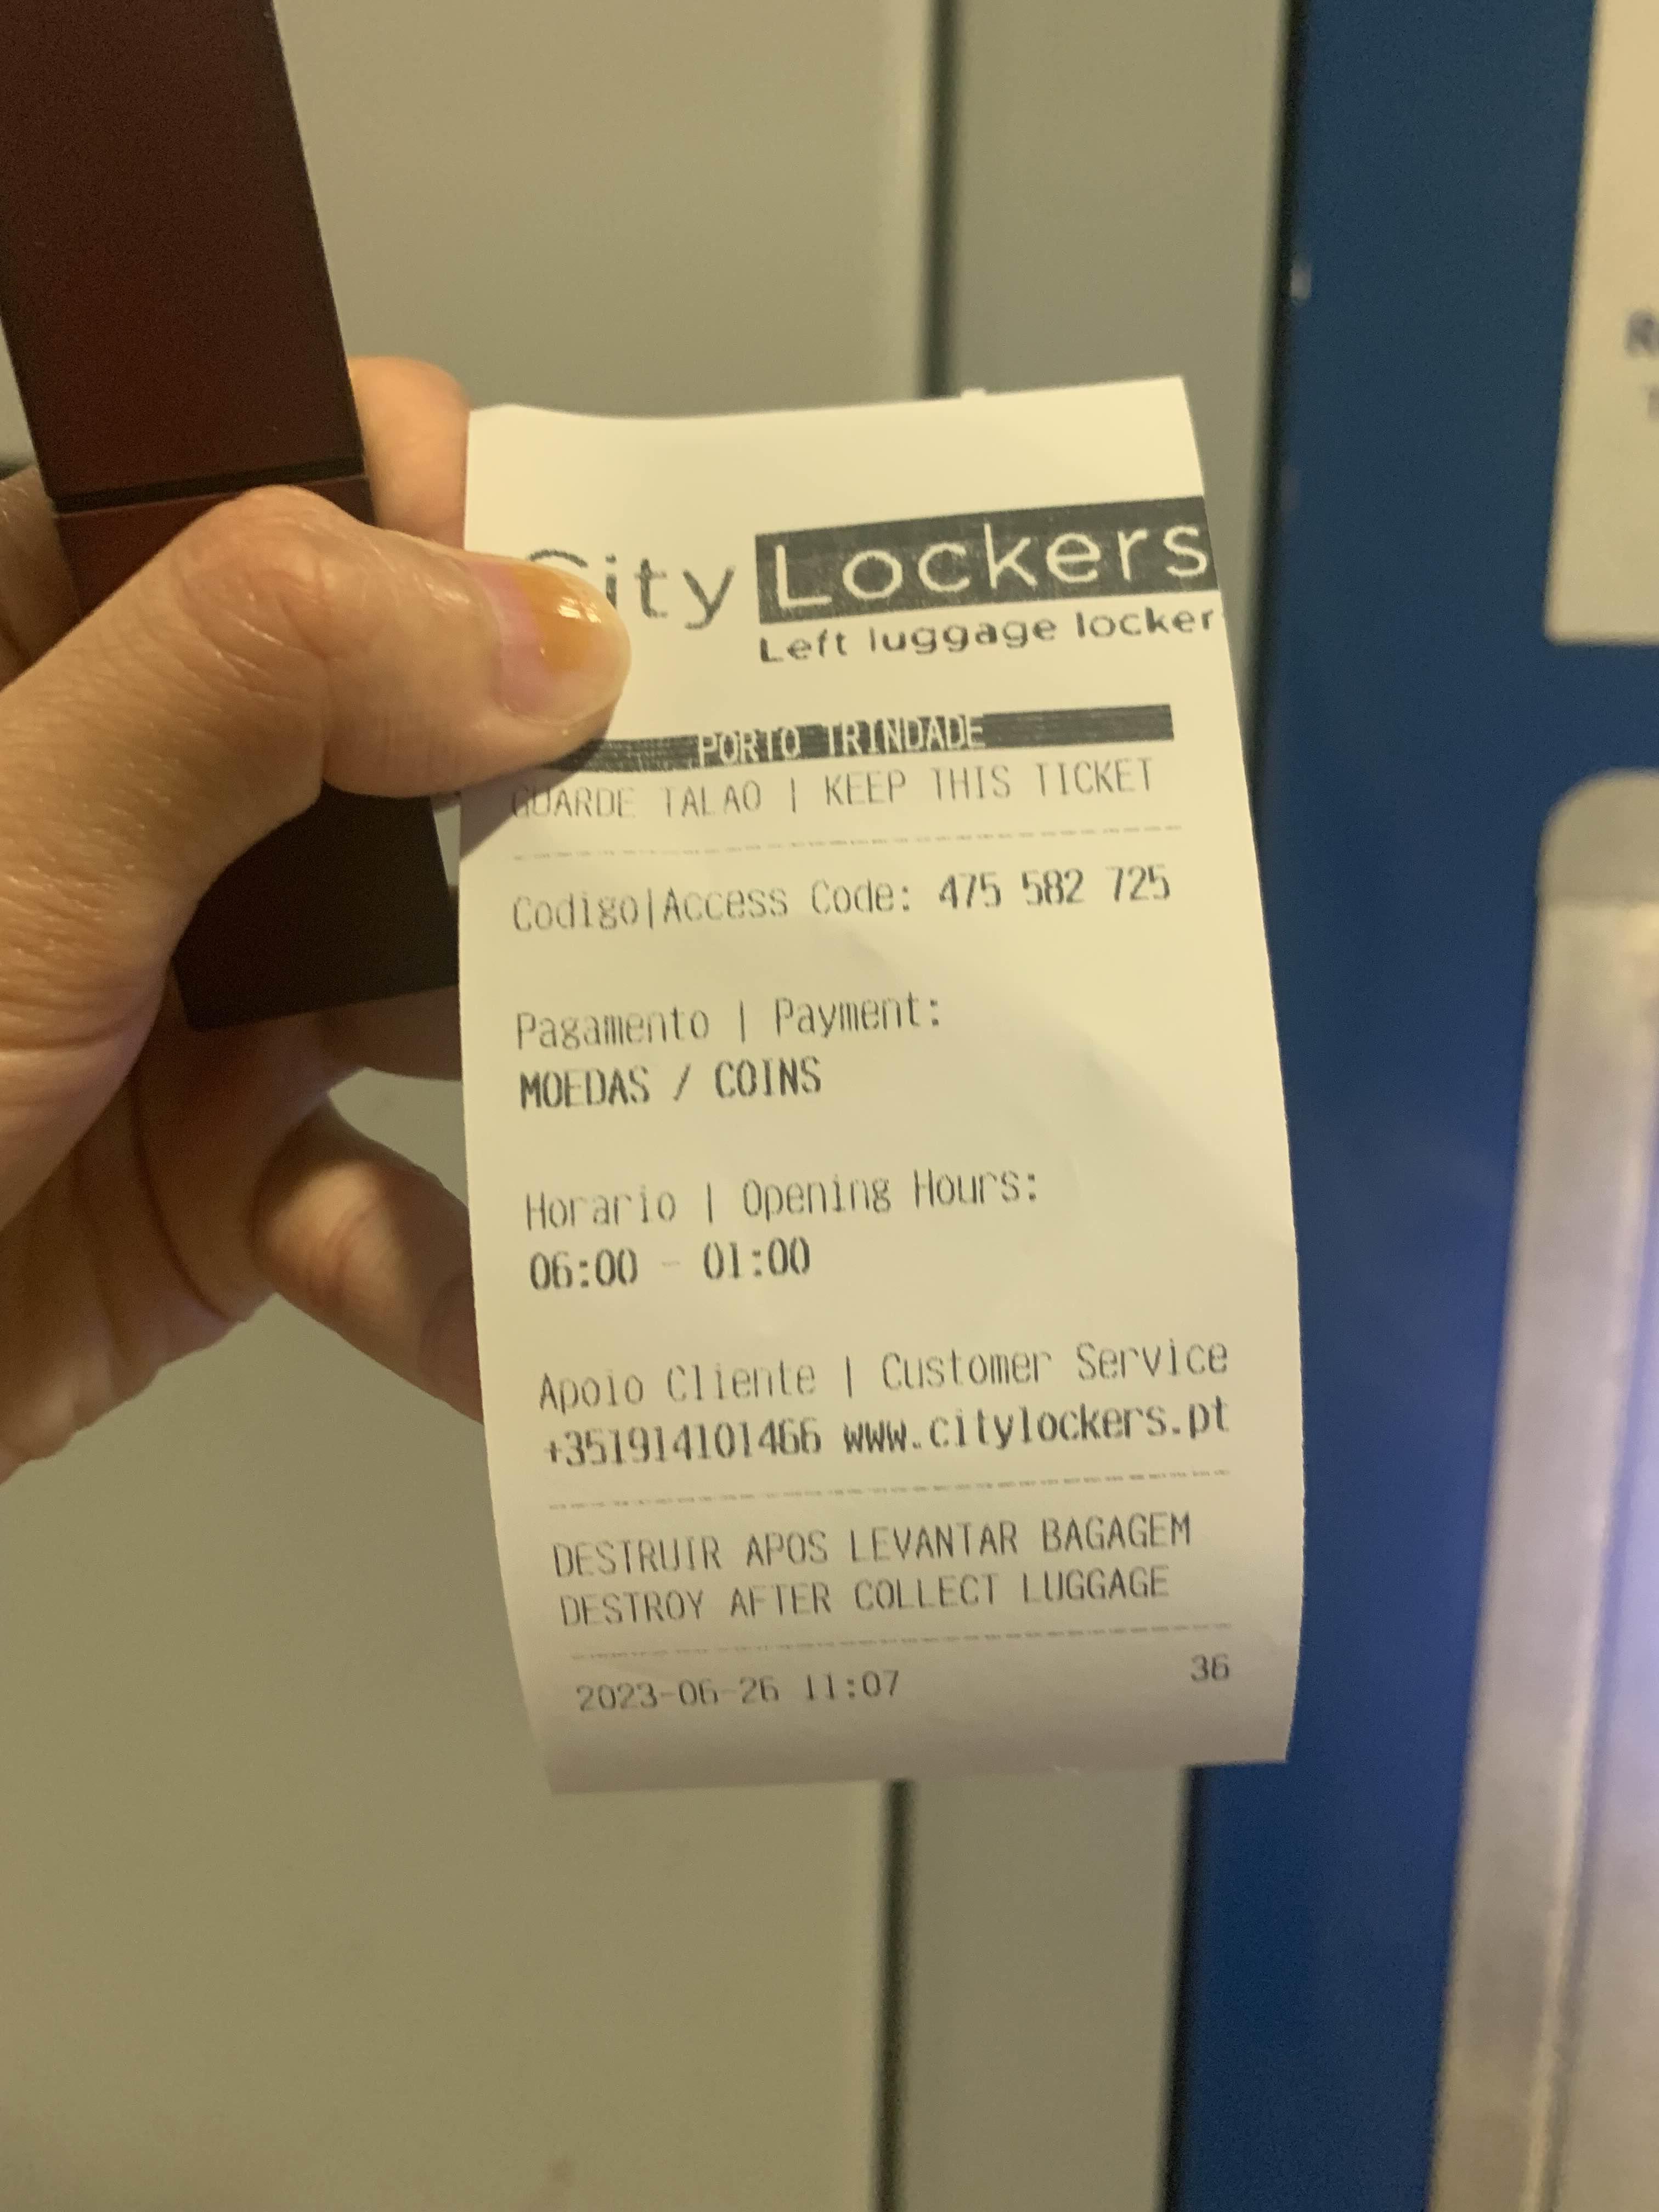 City Lockers
Left luggage locker
PORTO TRINDADE
GUARDE TALAO | KEEP THIS TICKET
Codigo|Access Code: 475 582 725
Pagamento | Payment:
MOEDAS / COINS
Horario | Opening Hours:
06:00 - 01:00
Apoio Cliente | Customer Service
+351914101466 www.citylockers.pt
DESTRUIR APOS LEVANTAR BAGAGEM
DESTROY AFTER COLLECT LUGGAGE
2023-06-26 11:07 36